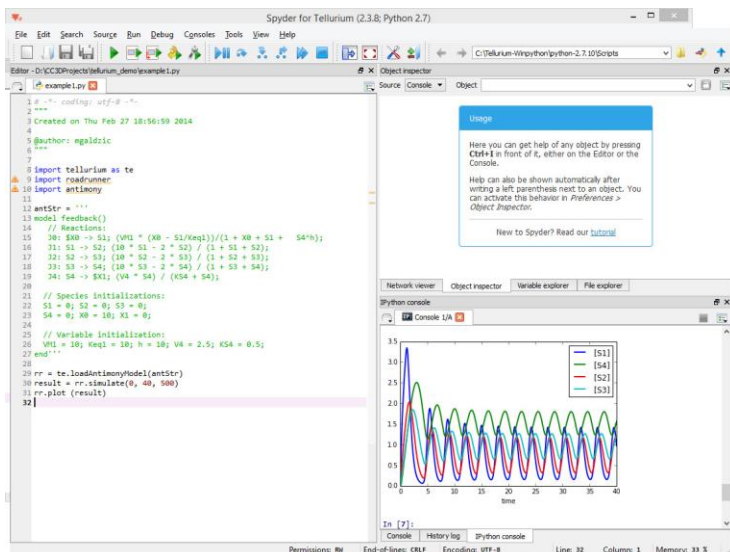 Spyder for Tellurium (2.3.8; Python 2.7)
File Edit Search Source Run Debug Consoles Tools View Help
C:\Tellurium-Winpython\python-2.7.10\Scripts
Editor - D:\CC3DProjects\tellurium_demo\example1.py
example1.py
1 # -*- coding: utf-8 -*-
2 """
3 Created on Thu Feb 27 18:56:59 2014
4
5 @author: mgaldzic
6 """
7
8 import tellurium as te
9 import roadrunner
10 import antimony
11
12 antStr = '''
13 model feedback()
14 // Reactions:
15 J0: $X0 -> S1; (VM1 * (X0 - S1/Keq1))/(1 + X0 + S1 + S4^h);
16 J1: S1 -> S2; (10 * S1 - 2 * S2) / (1 + S1 + S2);
17 J2: S2 -> S3; (10 * S2 - 2 * S3) / (1 + S2 + S3);
18 J3: S3 -> S4; (10 * S3 - 2 * S4) / (1 + S3 + S4);
19 J4: S4 -> $X1; (V4 * S4) / (KS4 + S4);
20
21 // Species initializations:
22 S1 = 0; S2 = 0; S3 = 0;
23 S4 = 0; X0 = 10; X1 = 0;
24
25 // Variable initialization:
26 VM1 = 10; Keq1 = 10; h = 10; V4 = 2.5; KS4 = 0.5;
27 end'''
28
29 rr = te.loadAntimonyModel(antStr)
30 result = rr.simulate(0, 40, 500)
31 rr.plot (result)
32
Object inspector
Source Console Object
Usage
Here you can get help of any object by pressing
Ctrl+I in front of it, either on the Editor or the
Console.
Help can also be shown automatically after
writing a left parenthesis next to an object. You
can activate this behavior in Preferences >
Object Inspector.
New to Spyder? Read our tutorial
Network viewer Object inspector Variable explorer File explorer
IPython console
Console 1/A
3.5
3.0
2.5
2.0
1.5
1.0
0.5
0.0
0 5 10 15 20 25 30 35 40
time
[S1]
[S4]
[S2]
[S3]
In [7]:
Console History log IPython console
Permissions: RW End-of-lines: CRLF Encoding: UTF-8 Line: 32 Column: 1 Memory: 33 %